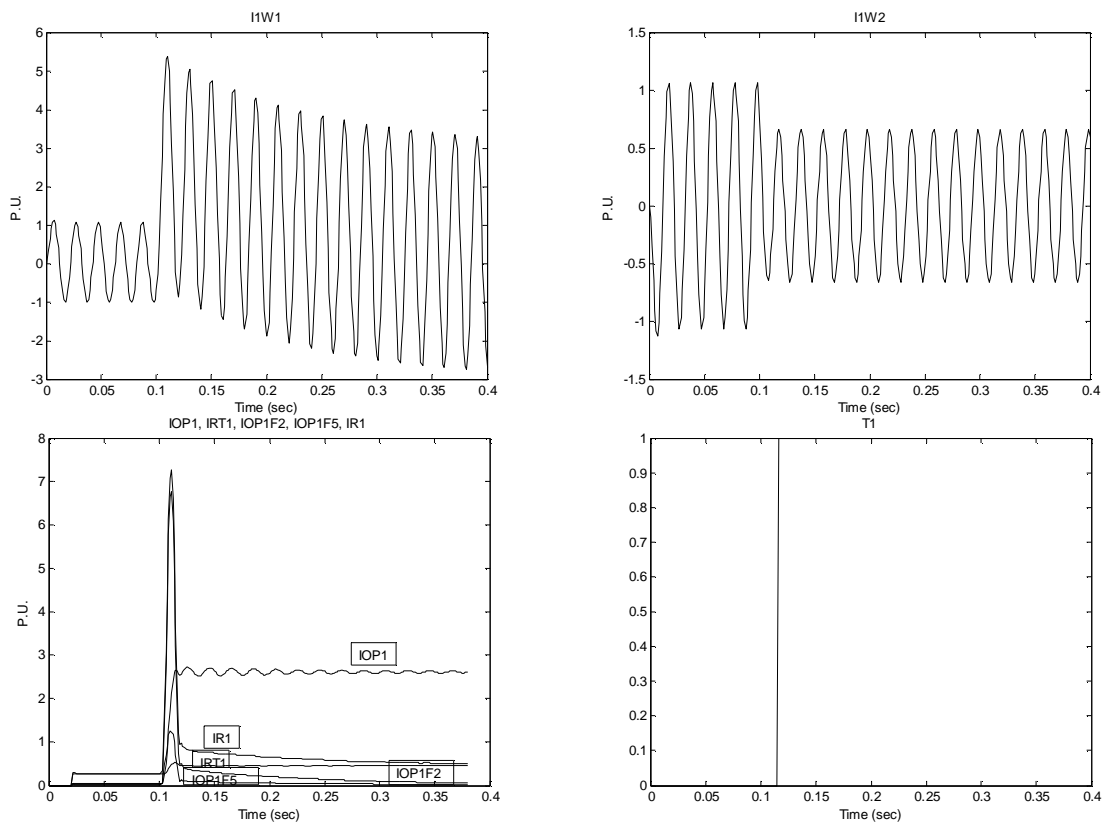 I1W1
6
5
4
3
2
1
0
-1
-2
-3
P.U.
0 0.05 0.1 0.15 0.2 0.25 0.3 0.35 0.4
Time (sec)
I1W2
1.5
1
0.5
0
-0.5
-1
-1.5
P.U.
0 0.05 0.1 0.15 0.2 0.25 0.3 0.35 0.4
Time (sec)
IOP1, IRT1, IOP1F2, IOP1F5, IR1
8
7
6
5
4
3
2
1
0
P.U.
IOP1
IR1
IRT1
IOP1F5
IOP1F2
0 0.05 0.1 0.15 0.2 0.25 0.3 0.35 0.4
Time (sec)
T1
1
0.9
0.8
0.7
0.6
0.5
0.4
0.3
0.2
0.1
0
0 0.05 0.1 0.15 0.2 0.25 0.3 0.35 0.4
Time (sec)